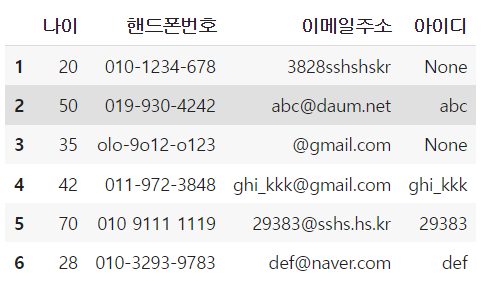 나이 핸드폰번호 이메일주소 아이디
1 20 010-1234-678 3828sshshskr None
2 50 019-930-4242 abc@daum.net abc
3 35 olo-9o12-o123 @gmail.com None
4 42 011-972-3848 ghi_kkk@gmail.com ghi_kkk
5 70 010 9111 1119 29383@sshs.hs.kr 29383
6 28 010-3293-9783 def@naver.com def